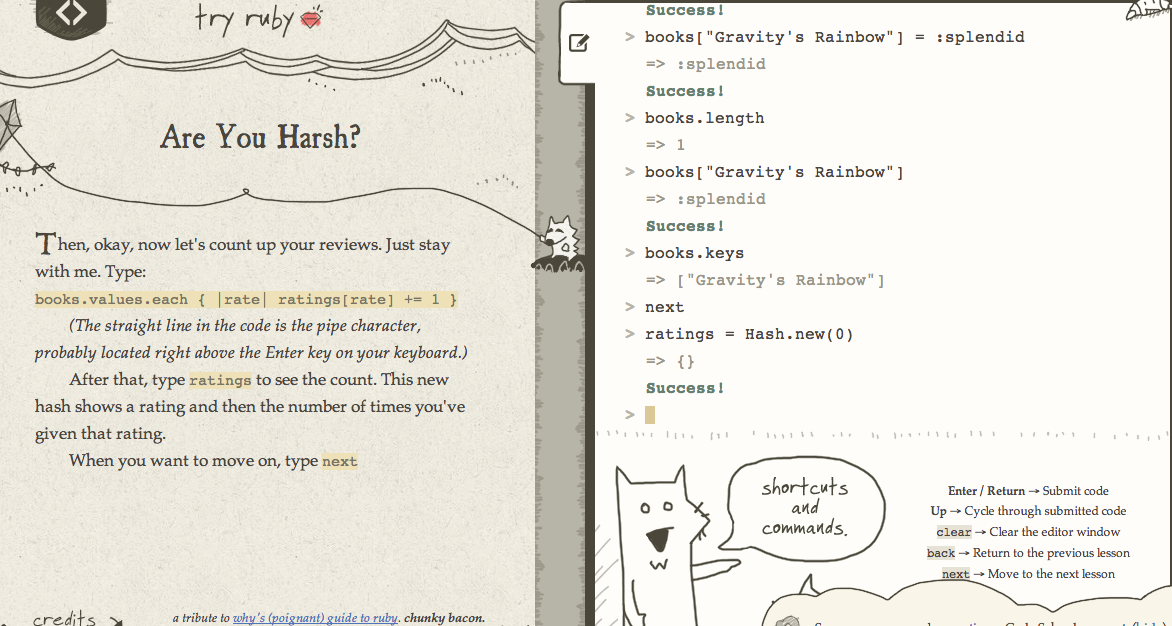 try ruby
Are You Harsh?
Then, okay, now let's count up your reviews. Just stay
with me. Type:
books.values.each { |rate| ratings[rate] += 1 }
(The straight line in the code is the pipe character,
probably located right above the Enter key on your keyboard.)
After that, type ratings to see the count. This new
hash shows a rating and then the number of times you've
given that rating.
When you want to move on, type next
credits
a tribute to why's (poignant) guide to ruby. chunky bacon.
Success!
> books["Gravity's Rainbow"] = :splendid
=> :splendid
Success!
> books.length
=> 1
> books["Gravity's Rainbow"]
=> :splendid
Success!
> books.keys
=> ["Gravity's Rainbow"]
> next
> ratings = Hash.new(0)
=> {}
Success!
>
shortcuts
and
commands.
Enter / Return → Submit code
Up → Cycle through submitted code
clear → Clear the editor window
back → Return to the previous lesson
next → Move to the next lesson